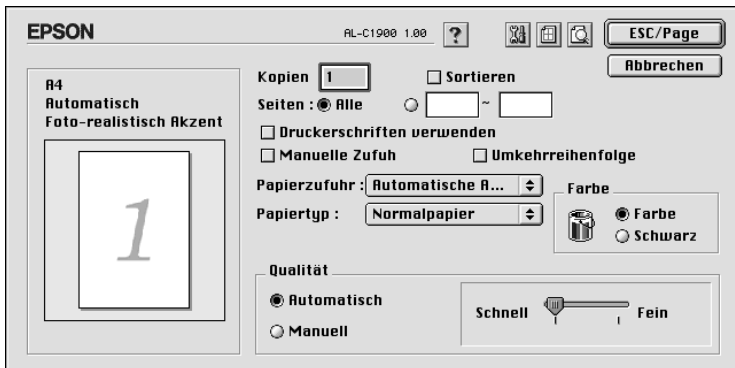 EPSON AL-C1900 1.00 ? ESC/Page
Abbrechen
A4
Automatisch
Foto-realistisch Akzent
1
Kopien 1 Sortieren
Seiten : Alle ~
Druckerschriften verwenden
Manuelle Zufuh Umkehrreihenfolge
Papierzufuhr : Automatische A...
Papiertyp : Normalpapier
Farbe
Farbe
Schwarz
Qualität
Automatisch
Manuell
Schnell Fein